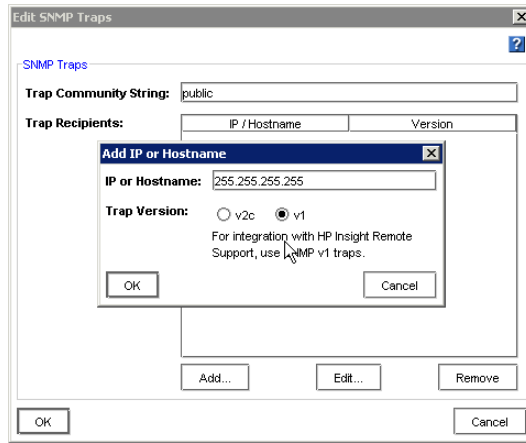 Edit SNMP Traps
?
SNMP Traps
Trap Community String: public
Trap Recipients: IP / Hostname Version
Add IP or Hostname
IP or Hostname: 255.255.255.255
Trap Version: v2c v1
For integration with HP Insight Remote
Support, use SNMP v1 traps.
OK Cancel
Add... Edit... Remove
OK Cancel